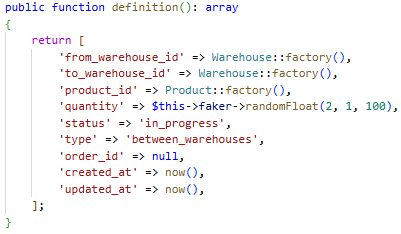 public function definition(): array
{
    return [
        'from_warehouse_id' => Warehouse::factory(),
        'to_warehouse_id' => Warehouse::factory(),
        'product_id' => Product::factory(),
        'quantity' => $this->faker->randomFloat(2, 1, 100),
        'status' => 'in_progress',
        'type' => 'between_warehouses',
        'order_id' => null,
        'created_at' => now(),
        'updated_at' => now(),
    ];
}